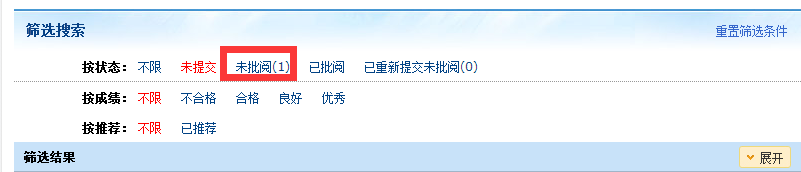 筛选搜索 重置筛选条件
按状态： 不限 未提交 未批阅(1) 已批阅 已重新提交未批阅(0)
按成绩： 不限 不合格 合格 良好 优秀
按推荐： 不限 已推荐
筛选结果 展开